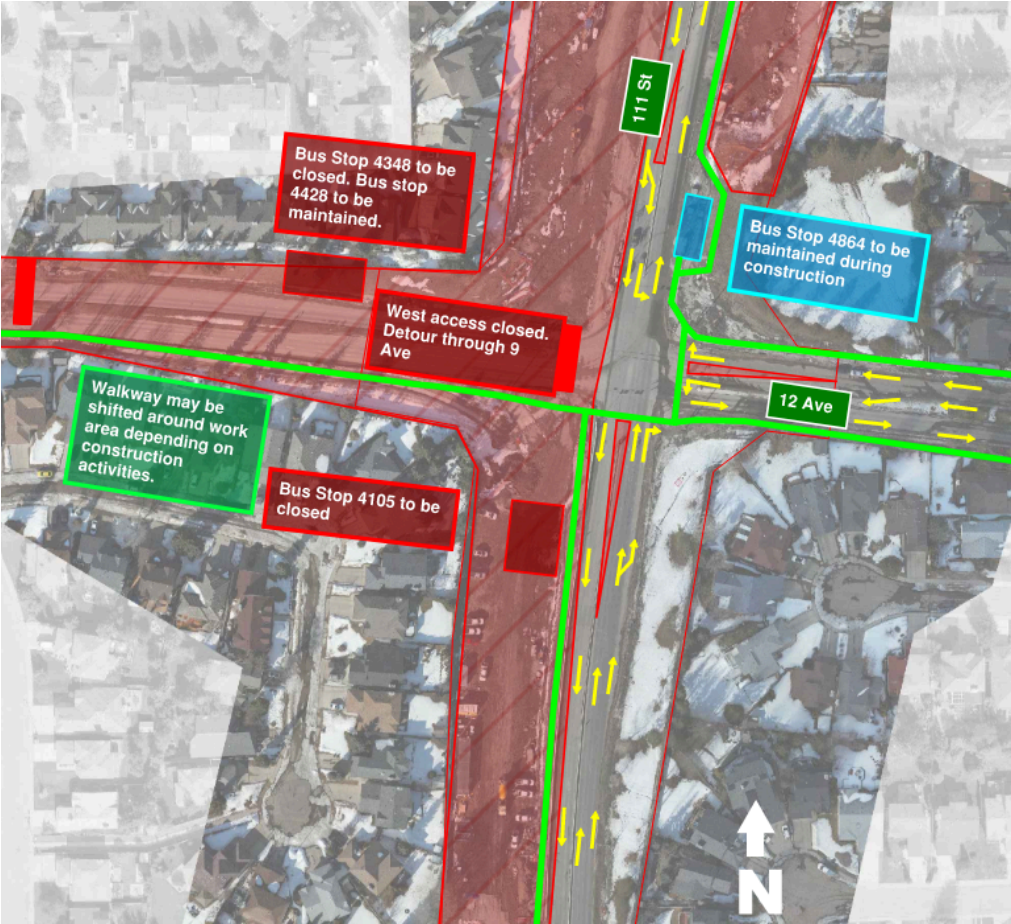 111 St
Bus Stop 4348 to be
closed. Bus stop
4428 to be
maintained.
Bus Stop 4864 to be
maintained during
construction
West access closed.
Detour through 9
Ave
12 Ave
Walkway may be
shifted around work
area depending on
construction
activities.
Bus Stop 4105 to be
closed
N